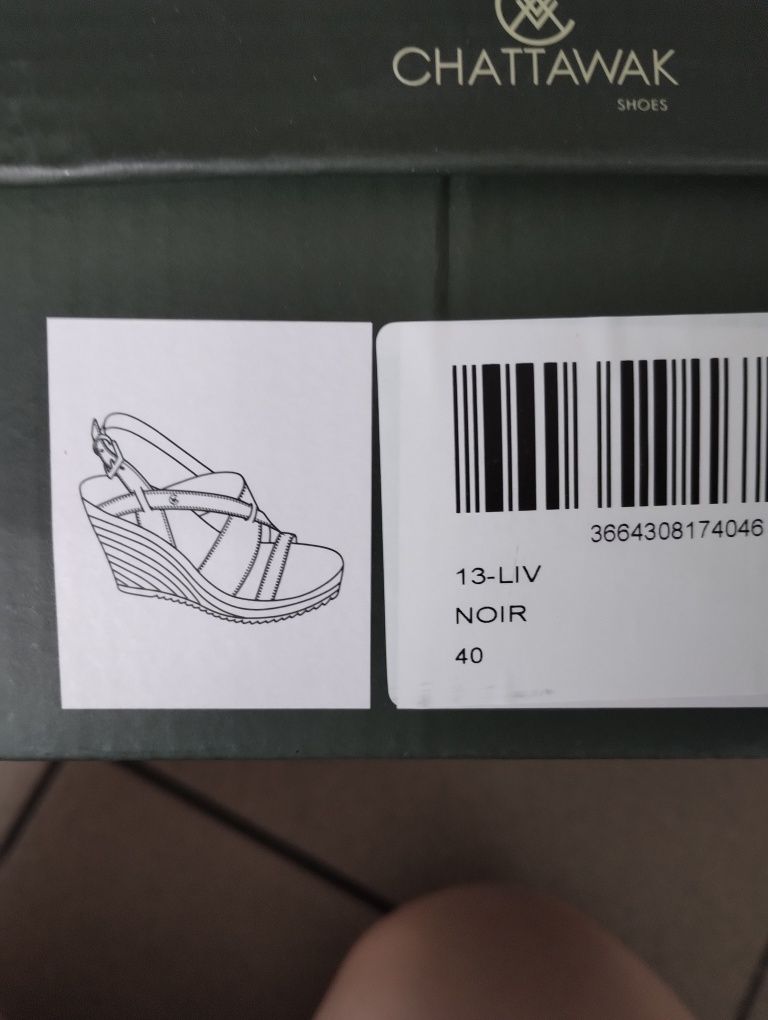 CHATTAWAK
SHOES
3664308174046
13-LIV
NOIR
40